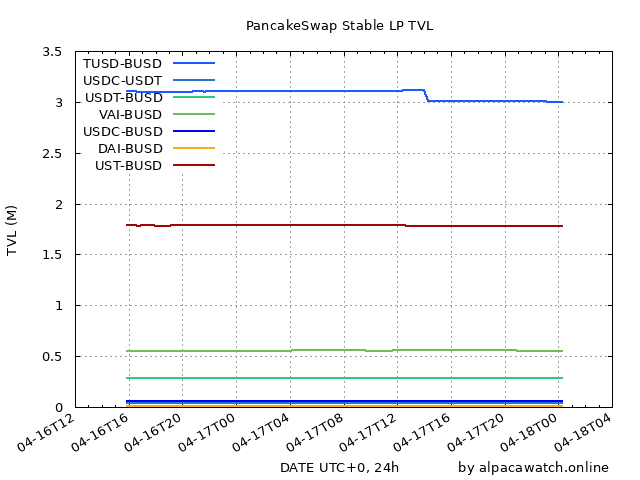 PancakeSwap Stable LP TVL
TVL (M)
3.5
3
2.5
2
1.5
1
0.5
0
TUSD-BUSD
USDC-USDT
USDT-BUSD
VAI-BUSD
USDC-BUSD
DAI-BUSD
UST-BUSD
04-16T12
04-16T16
04-16T20
04-17T00
04-17T04
04-17T08
04-17T12
04-17T16
04-17T20
04-18T00
04-18T04
DATE UTC+0, 24h
by alpacawatch.online